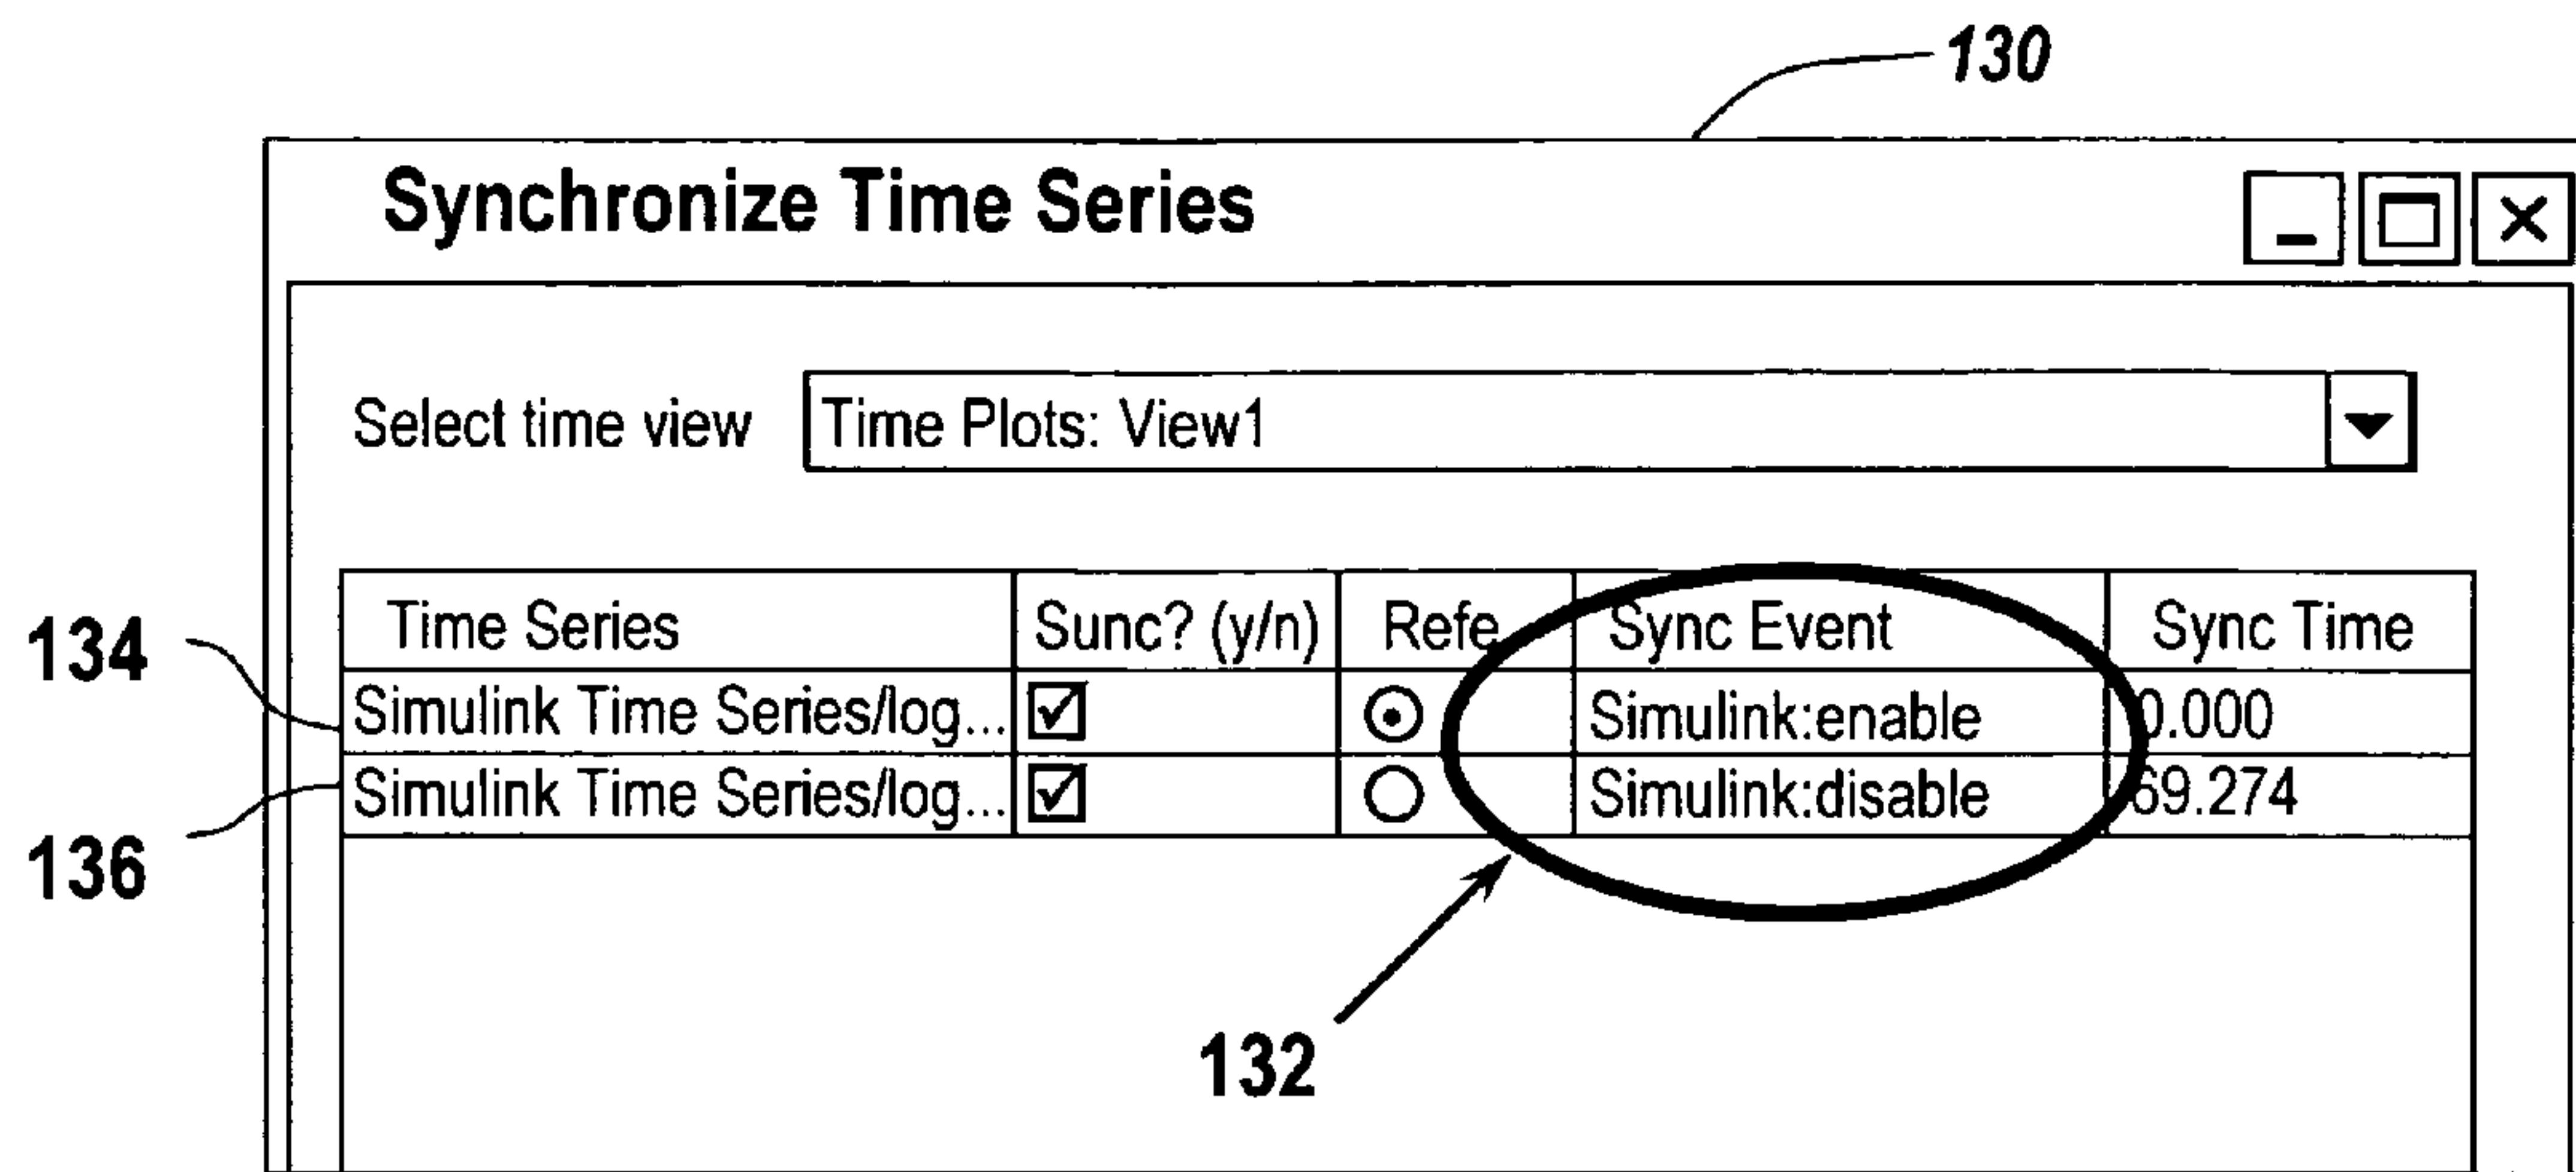 130
Synchronize Time Series
Select time view Time Plots: View1
Time Series Sunc? (y/n) Refe Sync Event Sync Time
134
Simulink Time Series/log... Simulink:enable 0.000
Simulink Time Series/log... Simulink:disable 69.274
136
132